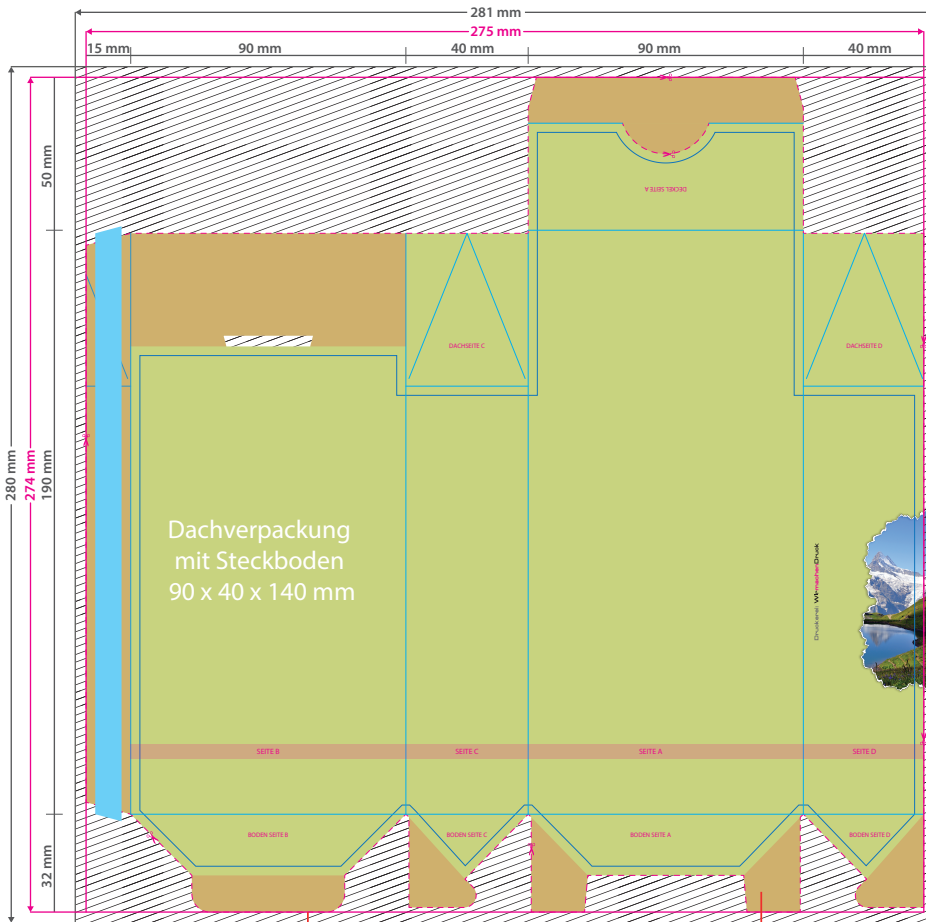 281 mm
275 mm
15 mm
90 mm
40 mm
90 mm
40 mm
50 mm
DECKEL SEITE A
DACHSEITE C
DACHSEITE D
280 mm
274 mm
190 mm
Dachverpackung
mit Steckboden
90 x 40 x 140 mm
Druckerei WIRmachenDruck
SEITE B
SEITE C
SEITE A
SEITE D
BODEN SEITE B
BODEN SEITE C
BODEN SEITE A
BODEN SEITE D
32 mm